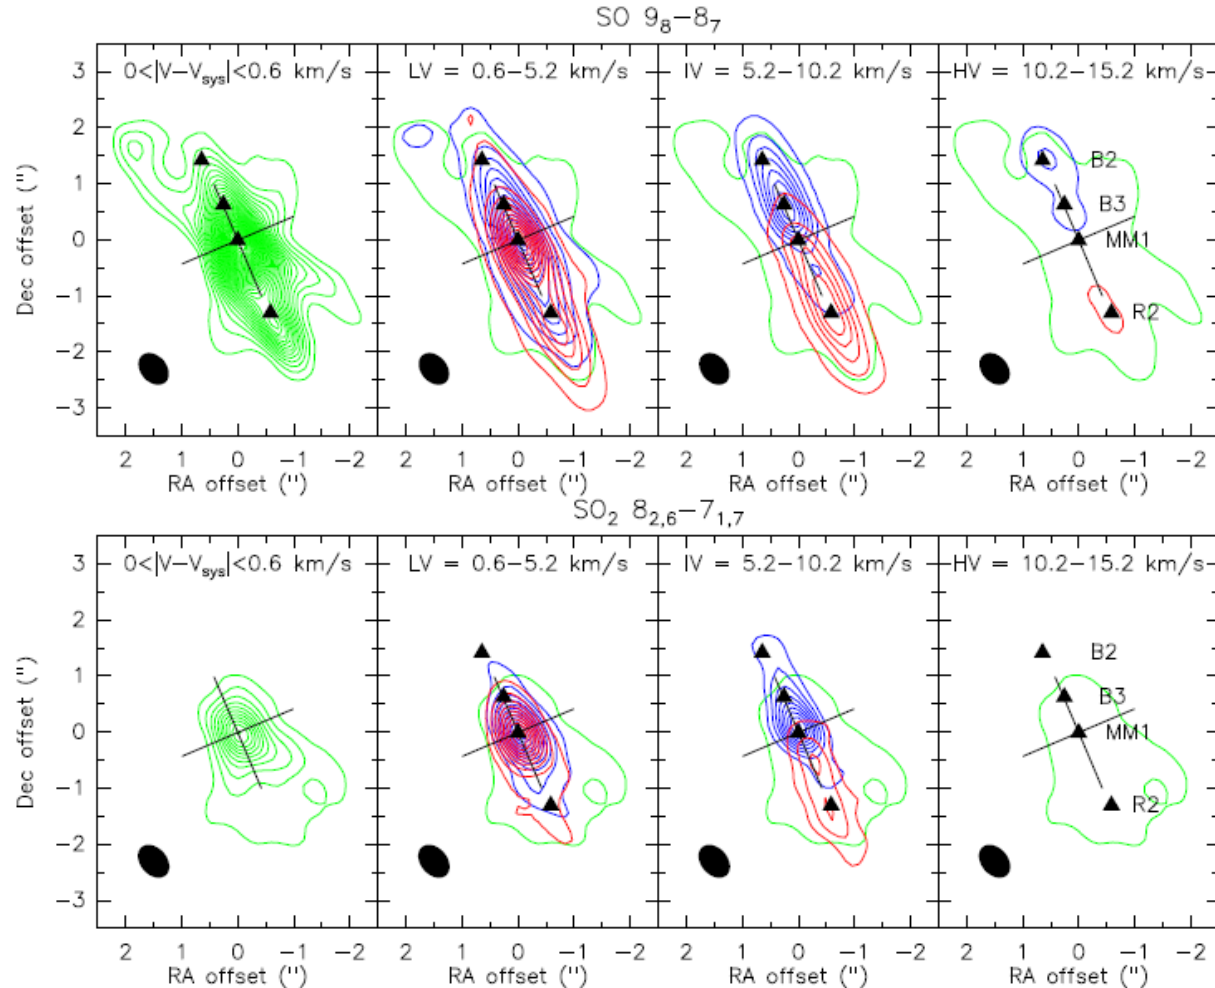 SO 9₈−8₇
0<|V−Vsys|<0.6 km/s LV = 0.6−5.2 km/s IV = 5.2−10.2 km/s HV = 10.2−15.2 km/s
3
2
1
0
−1
−2
−3
Dec offset (")
B2
B3
MM1
R2
2 1 0 −1 −2 2 1 0 −1 −2 2 1 0 −1 −2 2 1 0 −1 −2
RA offset (") RA offset (") RA offset (") RA offset (")
SO₂ 8₂,₆−7₁,₇
0<|V−Vsys|<0.6 km/s LV = 0.6−5.2 km/s IV = 5.2−10.2 km/s HV = 10.2−15.2 km/s
3
2
1
0
−1
−2
−3
Dec offset (")
B2
B3
MM1
R2
2 1 0 −1 −2 2 1 0 −1 −2 2 1 0 −1 −2 2 1 0 −1 −2
RA offset (") RA offset (") RA offset (") RA offset (")